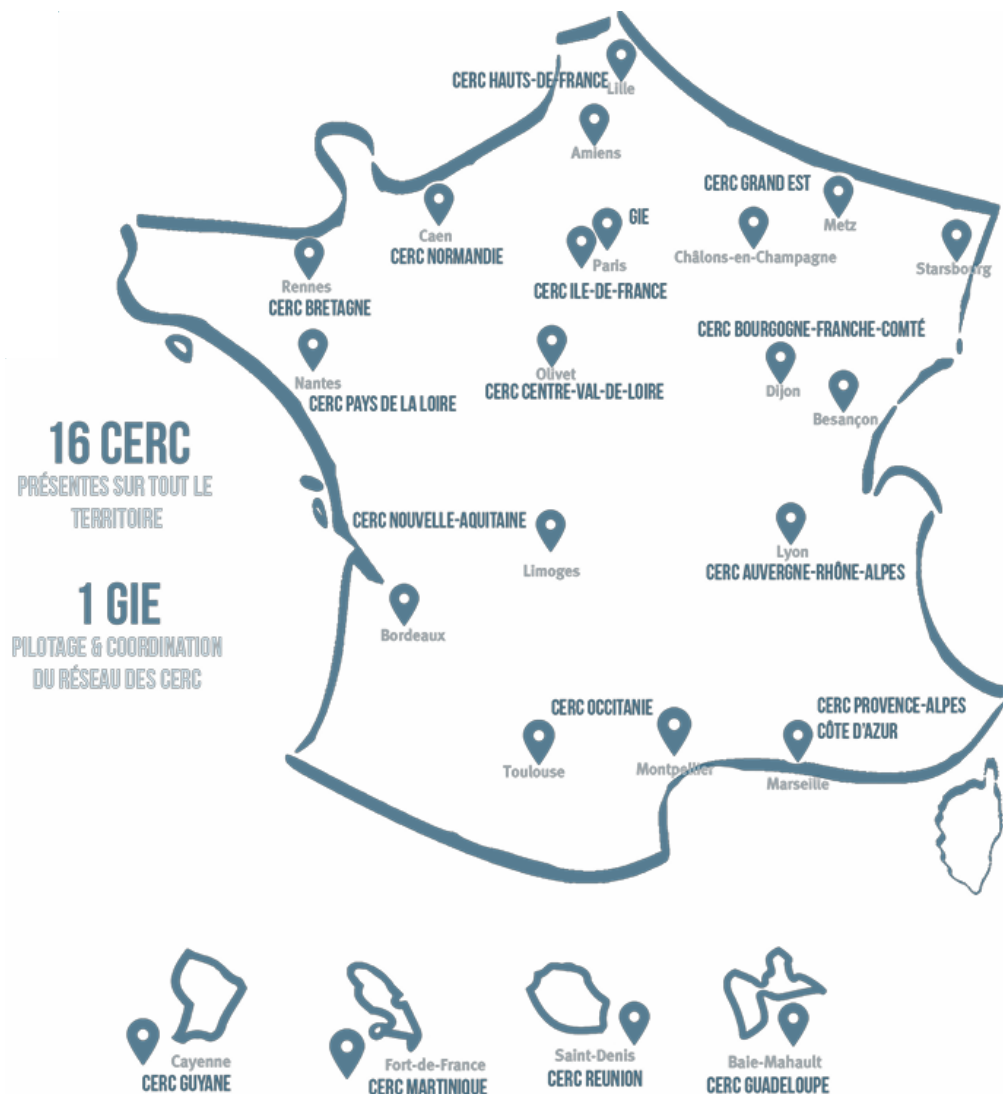 CERC HAUTS-DE-FRANCE
Lille
Amiens
CERC GRAND EST
Metz
Caen
CERC NORMANDIE
GIE
Paris
CERC ILE-DE-FRANCE
Châlons-en-Champagne
Starsbourg
Rennes
CERC BRETAGNE
CERC BOURGOGNE-FRANCHE-COMTÉ
Nantes
CERC PAYS DE LA LOIRE
Olivet
CERC CENTRE-VAL-DE-LOIRE
Dijon
Besançon
16 CERC
PRÉSENTES SUR TOUT LE
TERRITOIRE
CERC NOUVELLE-AQUITAINE
Limoges
Lyon
CERC AUVERGNE-RHÔNE-ALPES
1 GIE
PILOTAGE & COORDINATION
DU RÉSEAU DES CERC
Bordeaux
CERC OCCITANIE
Toulouse
Montpellier
CERC PROVENCE-ALPES
CÔTE D'AZUR
Marseille
Cayenne
CERC GUYANE
Fort-de-France
CERC MARTINIQUE
Saint-Denis
CERC REUNION
Baie-Mahault
CERC GUADELOUPE